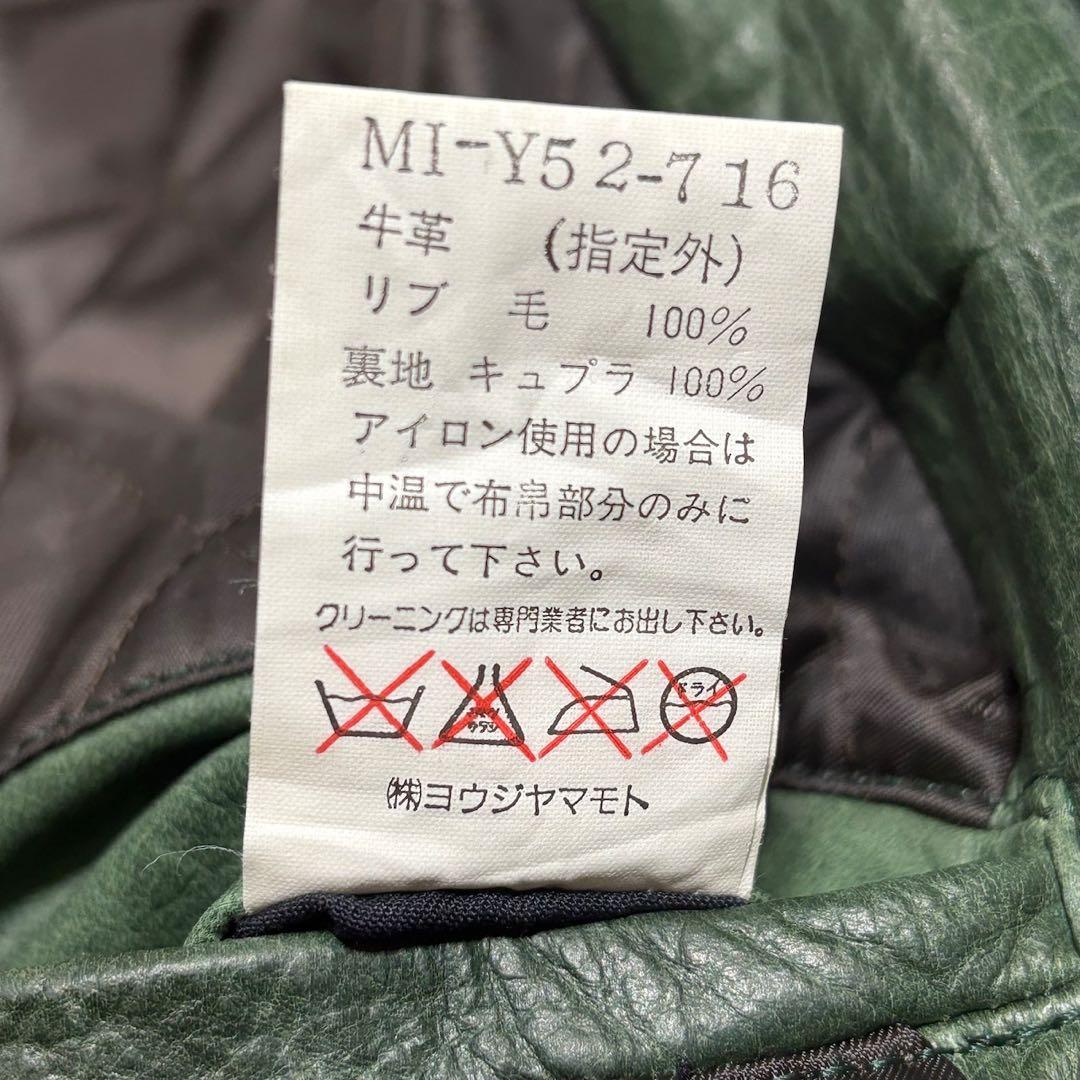 MI-Y52-716
牛革 (指定外)
リブ 毛 100%
裏地 キュプラ 100%
アイロン使用の場合は
中温で布帛部分のみに
行って下さい。
クリーニングは専門業者にお出し下さい。
ドライ
㈱ヨウジヤマモト